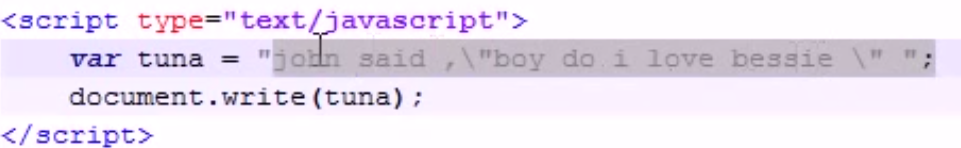 <script type="text/javascript">
var tuna = "john said ,\"boy do i love bessie \" ";
document.write(tuna);
</script>